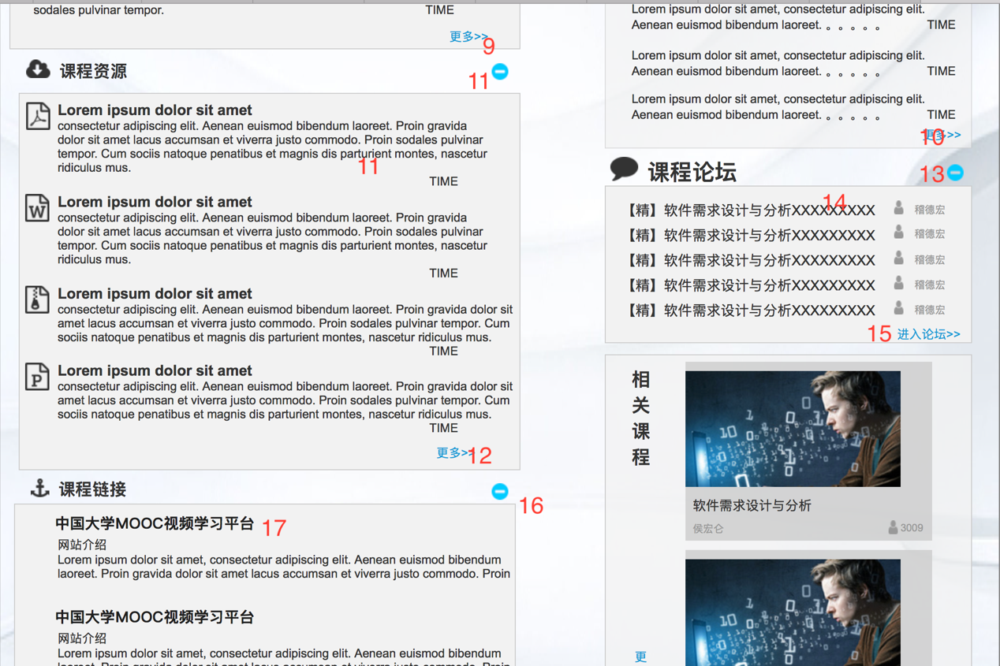 sodales pulvinar tempor.
TIME
更多>>
9
课程资源
11
Lorem ipsum dolor sit amet
consectetur adipiscing elit. Aenean euismod bibendum laoreet. Proin gravida
dolor sit amet lacus accumsan et viverra justo commodo. Proin sodales pulvinar
tempor. Cum sociis natoque penatibus et magnis dis parturient montes, nascetur
ridiculus mus.
11
TIME
Lorem ipsum dolor sit amet
consectetur adipiscing elit. Aenean euismod bibendum laoreet. Proin gravida
dolor sit amet lacus accumsan et viverra justo commodo. Proin sodales pulvinar
tempor. Cum sociis natoque penatibus et magnis dis parturient montes, nascetur
ridiculus mus.
TIME
Lorem ipsum dolor sit amet
consectetur adipiscing elit. Aenean euismod bibendum laoreet. Proin gravida dolor sit
amet lacus accumsan et viverra justo commodo. Proin sodales pulvinar tempor. Cum
sociis natoque penatibus et magnis dis parturient montes, nascetur ridiculus mus.
TIME
Lorem ipsum dolor sit amet
consectetur adipiscing elit. Aenean euismod bibendum laoreet. Proin gravida dolor sit
amet lacus accumsan et viverra justo commodo. Proin sodales pulvinar tempor. Cum
sociis natoque penatibus et magnis dis parturient montes, nascetur ridiculus mus.
TIME
更多>>
12
课程链接
16
中国大学MOOC视频学习平台
17
网站介绍
Lorem ipsum dolor sit amet, consectetur adipiscing elit. Aenean euismod bibendum
laoreet. Proin gravida dolor sit amet lacus accumsan et viverra justo commodo. Proin
中国大学MOOC视频学习平台
网站介绍
Lorem ipsum dolor sit amet, consectetur adipiscing elit. Aenean euismod bibendum
Lorem ipsum dolor sit amet, consectetur adipiscing elit.
Aenean euismod bibendum laoreet. 。。。。。 TIME
Lorem ipsum dolor sit amet, consectetur adipiscing elit.
Aenean euismod bibendum laoreet. 。。。。。 TIME
Lorem ipsum dolor sit amet, consectetur adipiscing elit.
Aenean euismod bibendum laoreet. 。。。。。 TIME
更多>>
10
课程论坛
13
14
【精】软件需求设计与分析XXXXXXXXX 稽德宏
【精】软件需求设计与分析XXXXXXXXX 稽德宏
【精】软件需求设计与分析XXXXXXXXX 稽德宏
【精】软件需求设计与分析XXXXXXXXX 稽德宏
【精】软件需求设计与分析XXXXXXXXX 稽德宏
15 进入论坛>>
相
关
课
程
软件需求设计与分析
侯宏仑 3009
更